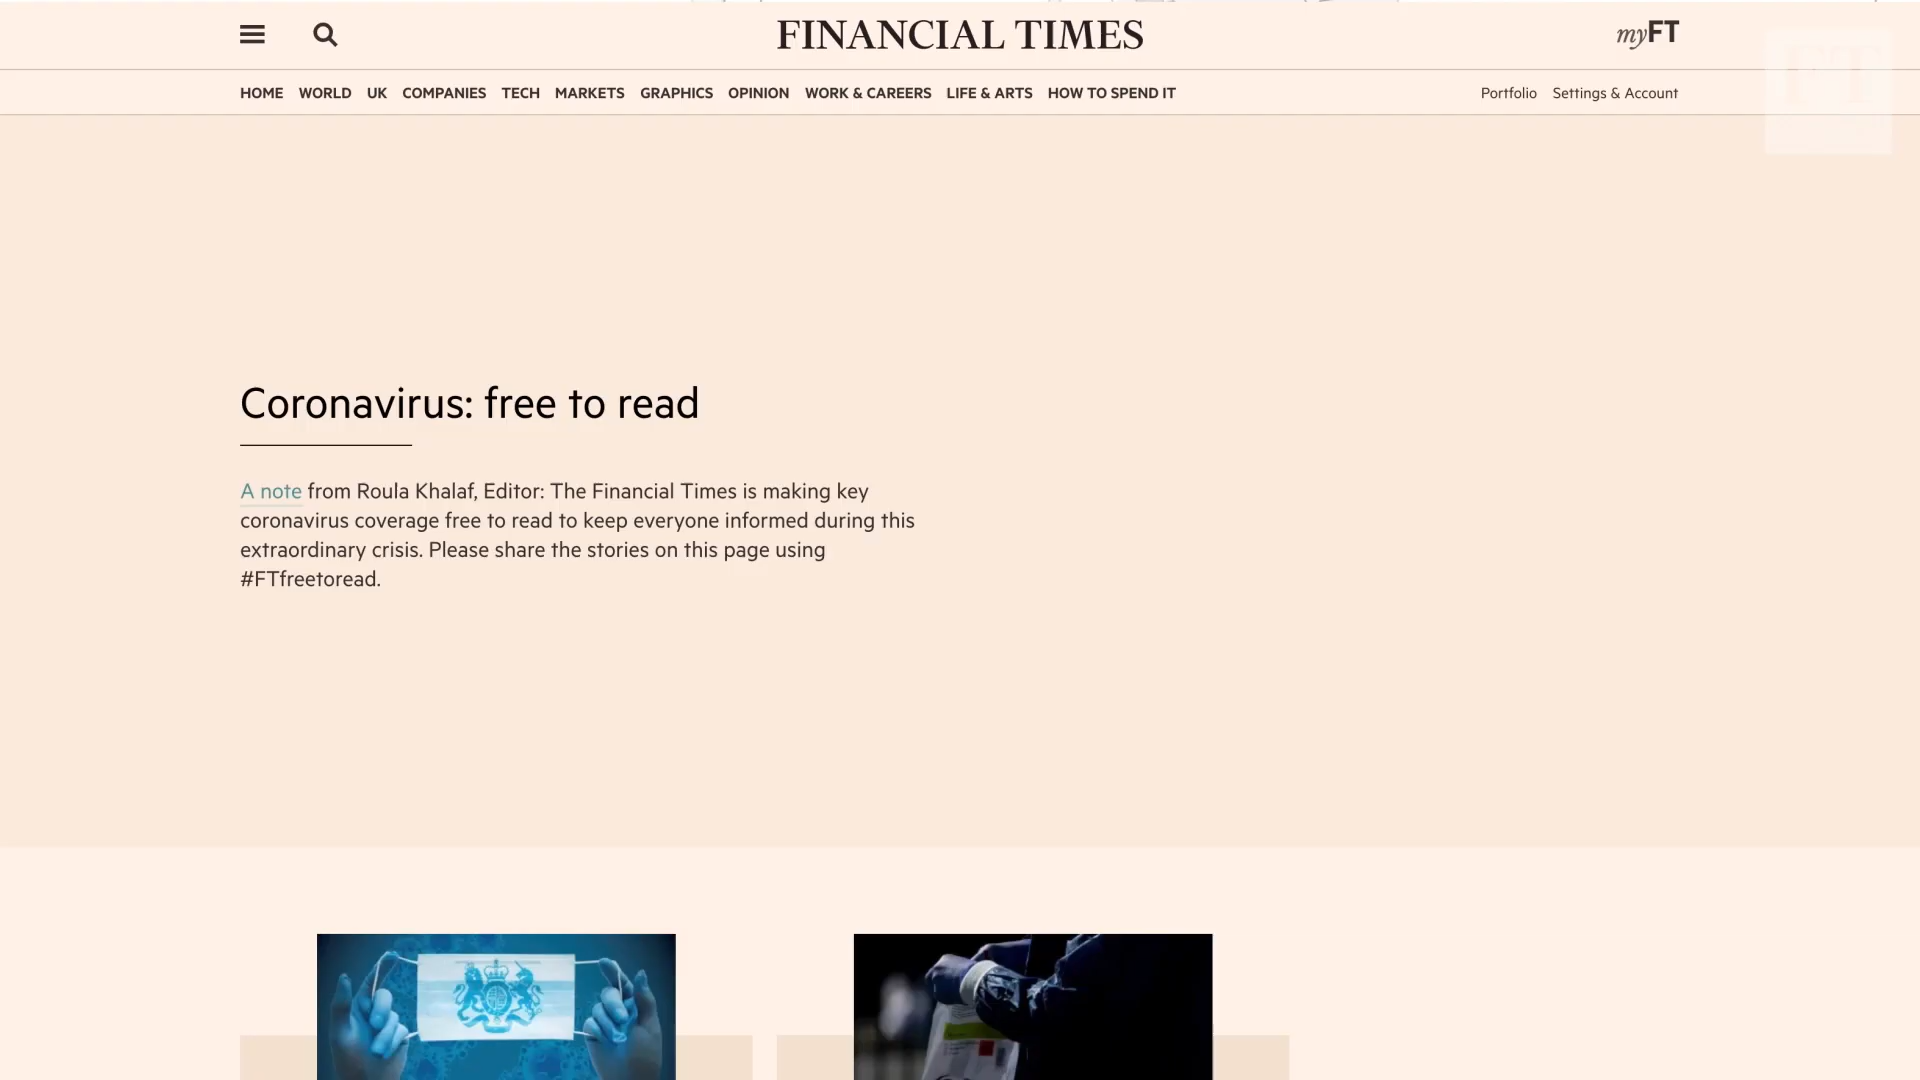 FINANCIAL TIMES
myFT
HOME WORLD UK COMPANIES TECH MARKETS GRAPHICS OPINION WORK & CAREERS LIFE & ARTS HOW TO SPEND IT
Portfolio Settings & Account
FT
Coronavirus: free to read
A note from Roula Khalaf, Editor: The Financial Times is making key
coronavirus coverage free to read to keep everyone informed during this
extraordinary crisis. Please share the stories on this page using
#FTfreetoread.